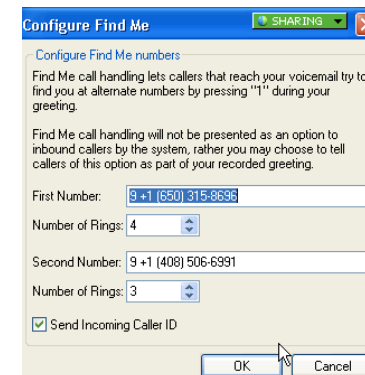 Configure Find Me
SHARING
Configure Find Me numbers
Find Me call handling lets callers that reach your voicemail try to
find you at alternate numbers by pressing "1" during your
greeting.
Find Me call handling will not be presented as an option to
inbound callers by the system, rather you may choose to tell
callers of this option as part of your recorded greeting.
First Number: 9 +1 (650) 315-8696
Number of Rings: 4
Second Number: 9 +1 (408) 506-6991
Number of Rings: 3
Send Incoming Caller ID
OK Cancel